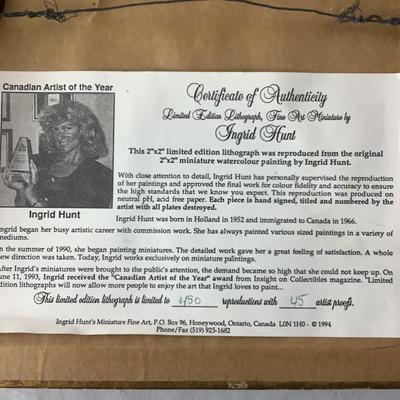 Canadian Artist of the Year
Certificate of Authenticity
Limited Edition Lithograph, Fine Art Miniature by
Ingrid Hunt
This 2"x2" limited edition lithograph was reproduced from the original
2"x2" miniature watercolour painting by Ingrid Hunt.
With close attention to detail, Ingrid Hunt has personally supervised the reproduction
of her paintings and approved the final work for colour fidelity and accuracy to ensure
the high standards that we know you expect. This reproduction was produced on
neutral pH, acid free paper. Each piece is hand signed, titled and numbered by the
artist with all plates destroyed.
Ingrid Hunt
Ingrid Hunt was born in Holland in 1952 and immigrated to Canada in 1966.
Ingrid began her busy artistic career with commission work. She has always painted various sized paintings in a variety of
mediums.
In the summer of 1990, she began painting miniatures. The detailed work gave her a great feeling of satisfaction. A whole
new direction was taken. Today, Ingrid works exclusively on miniature paintings.
After Ingrid's miniatures were brought to the public's attention, the demand became so high that she could not keep up. On
June 11, 1993, Ingrid received the "Canadian Artist of the Year" award from Insight on Collectibles magazine. "Limited
edition lithographs will now allow more people to enjoy the art that Ingrid loves to paint...
This limited edition lithograph is limited to 450 reproductions with 45 artist proofs.
Ingrid Hunt's Miniature Fine Art, P.O. Box 96, Honeywood, Ontario, Canada L0N 1H0 - © 1994
Phone/Fax (519) 925-1682